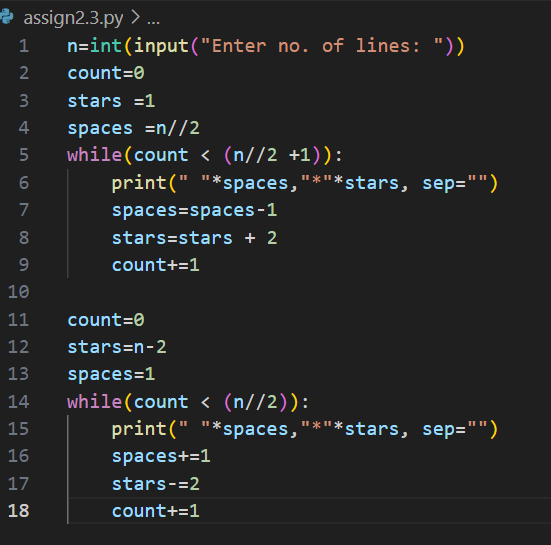 assign2.3.py > ...
1 n=int(input("Enter no. of lines: "))
2 count=0
3 stars =1
4 spaces =n//2
5 while(count < (n//2 +1)):
6     print(" "*spaces,"*"*stars, sep="")
7     spaces=spaces-1
8     stars=stars + 2
9     count+=1
10
11 count=0
12 stars=n-2
13 spaces=1
14 while(count < (n//2)):
15     print(" "*spaces,"*"*stars, sep="")
16     spaces+=1
17     stars-=2
18     count+=1